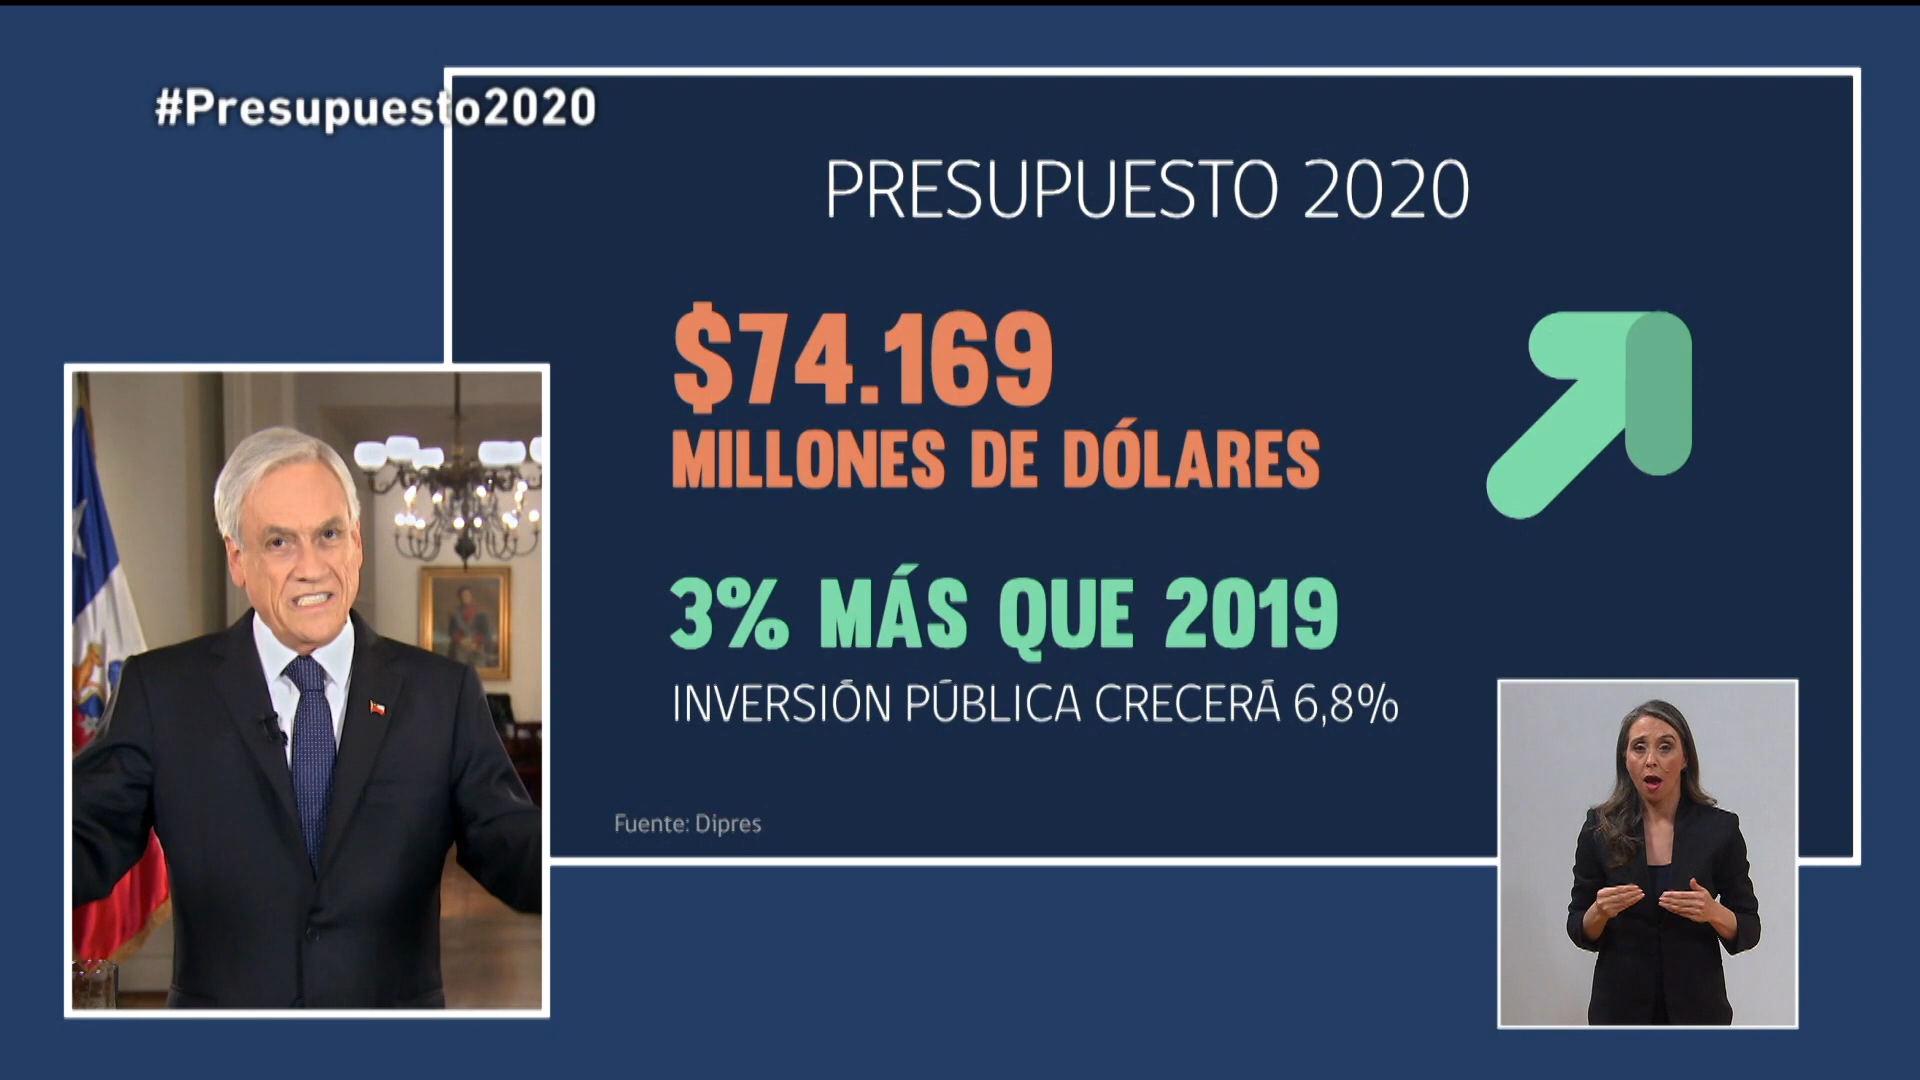 #Presupuesto2020
PRESUPUESTO 2020
$74.169
MILLONES DE DÓLARES
3% MÁS QUE 2019
INVERSIÓN PÚBLICA CRECERÁ 6,8%
Fuente: Dipres